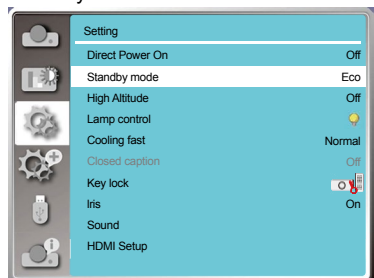 Setting
Direct Power On Off
Standby mode Eco
High Altitude Off
Lamp control
Cooling fast Normal
Closed caption Off
Key lock
Iris On
Sound
HDMI Setup